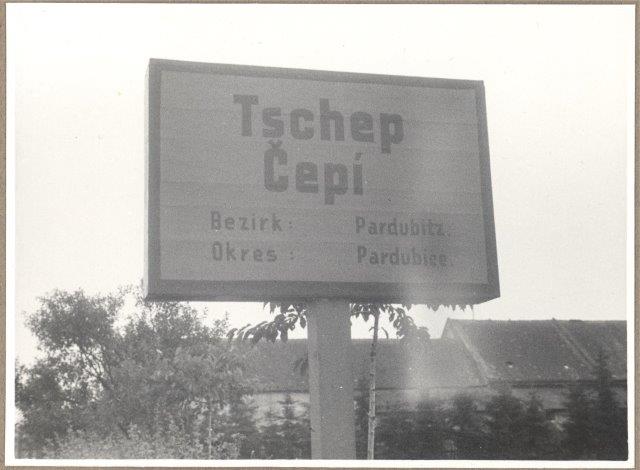 Tschep
Čepí
Bezirk: Pardubitz.
Okres: Pardubice.